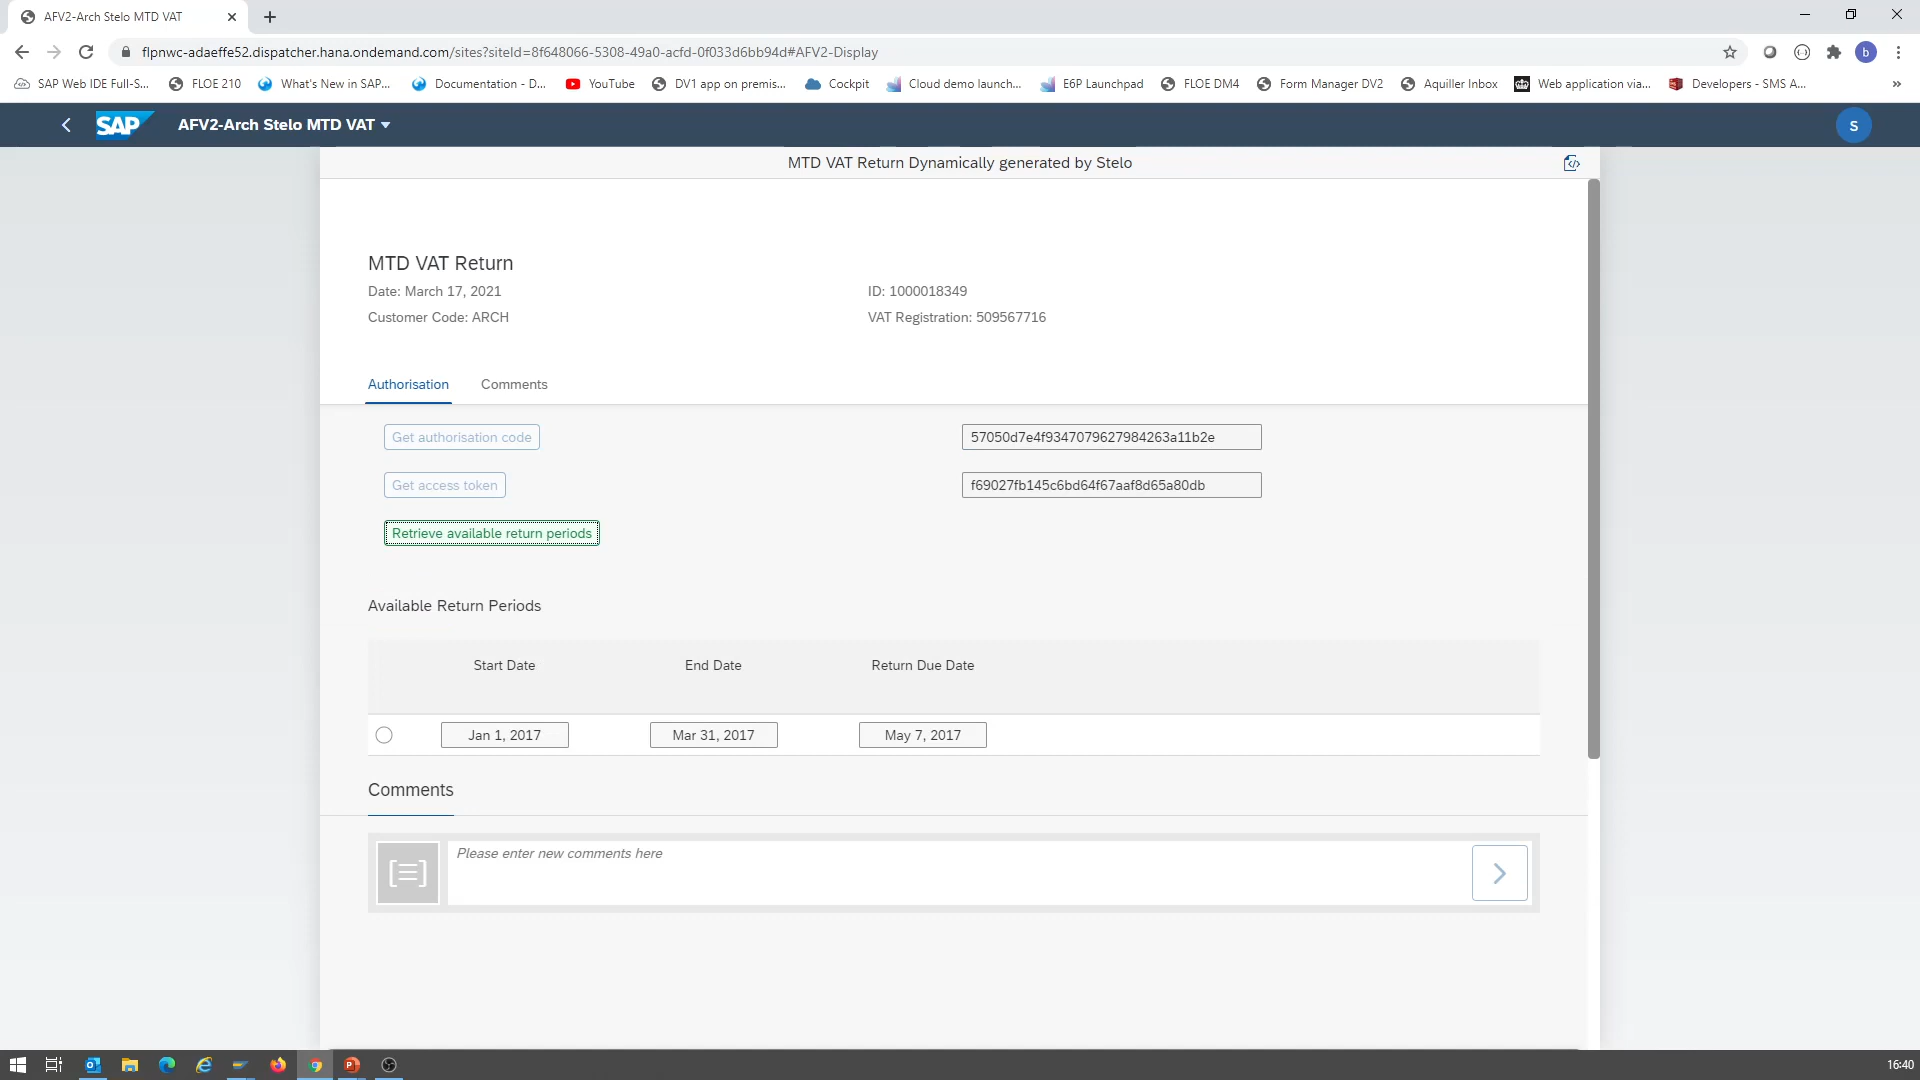 AFV2-Arch Stelo MTD VAT
flpnwc-adaeffe52.dispatcher.hana.ondemand.com/sites?siteId=8f648066-5308-49a0-acfd-0f033d6bb94d#AFV2-Display
b
SAP Web IDE Full-S... FLOE 210 What's New in SAP... Documentation - D... YouTube DV1 app on premis... Cockpit Cloud demo launch... E6P Launchpad FLOE DM4 Form Manager DV2 Aquiller Inbox Web application via... Developers - SMS A... »
SAP AFV2-Arch Stelo MTD VAT S
MTD VAT Return Dynamically generated by Stelo
MTD VAT Return
Date: March 17, 2021 ID: 1000018349
Customer Code: ARCH VAT Registration: 509567716
Authorisation Comments
Get authorisation code 57050d7e4f9347079627984263a11b2e
Get access token f69027fb145c6bd64f67aaf8d65a80db
Retrieve available return periods
Available Return Periods
Start Date End Date Return Due Date
Jan 1, 2017 Mar 31, 2017 May 7, 2017
Comments
Please enter new comments here
16:40